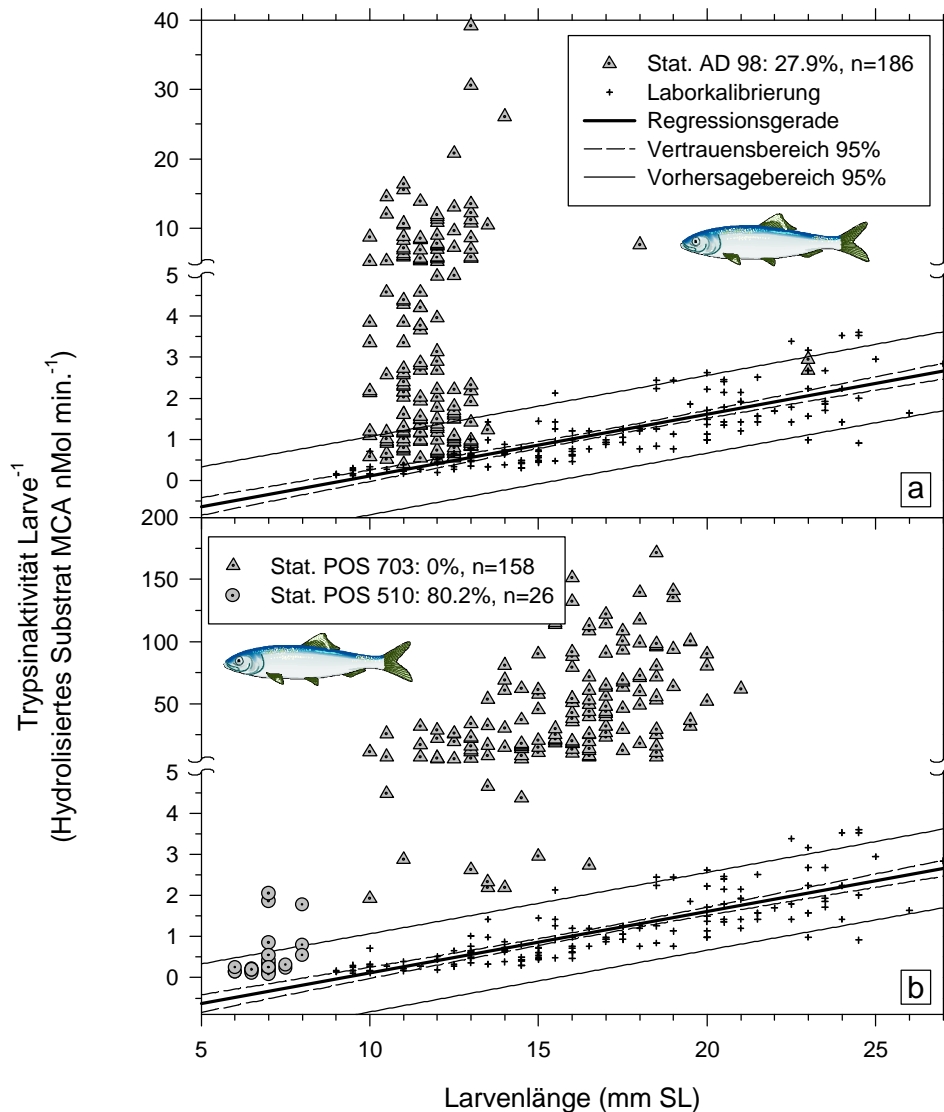 Trypsinaktivität Larve⁻¹
(Hydrolisiertes Substrat MCA nMol min.⁻¹)
40
30
20
10
5
4
3
2
1
0
Stat. AD 98: 27.9%, n=186
Laborkalibrierung
Regressionsgerade
Vertrauensbereich 95%
Vorhersagebereich 95%
a
200
150
100
50
5
4
3
2
1
0
Stat. POS 703: 0%, n=158
Stat. POS 510: 80.2%, n=26
b
5
10
15
20
25
Larvenlänge (mm SL)